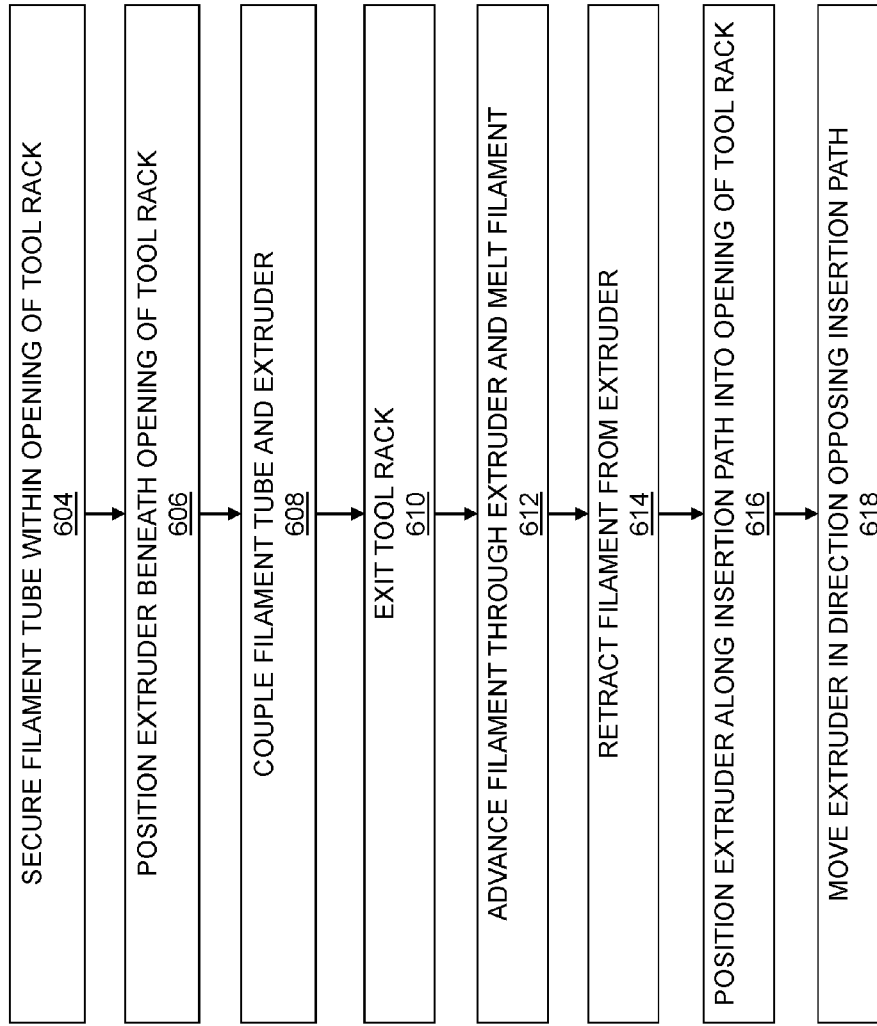 SECURE FILAMENT TUBE WITHIN OPENING OF TOOL RACK
604
POSITION EXTRUDER BENEATH OPENING OF TOOL RACK
606
COUPLE FILAMENT TUBE AND EXTRUDER
608
EXIT TOOL RACK
610
ADVANCE FILAMENT THROUGH EXTRUDER AND MELT FILAMENT
612
RETRACT FILAMENT FROM EXTRUDER
614
POSITION EXTRUDER ALONG INSERTION PATH INTO OPENING OF TOOL RACK
616
MOVE EXTRUDER IN DIRECTION OPPOSING INSERTION PATH
618